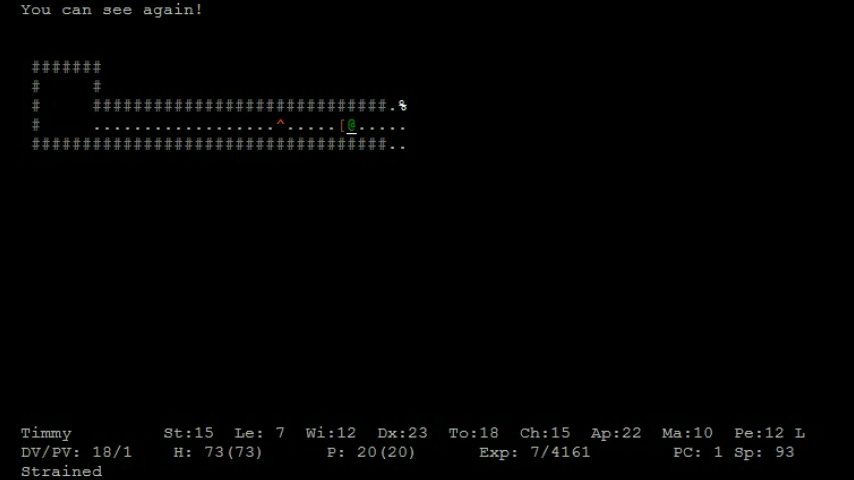 You can see again!
#######
#      #
#      ############################.%
#      .................^.....[@.....
####################################..
Timmy St:15 Le: 7 Wi:12 Dx:23 To:18 Ch:15 Ap:22 Ma:10 Pe:12 L
DV/PV: 18/1 H: 73(73) P: 20(20) Exp: 7/4161 PC: 1 Sp: 93
Strained